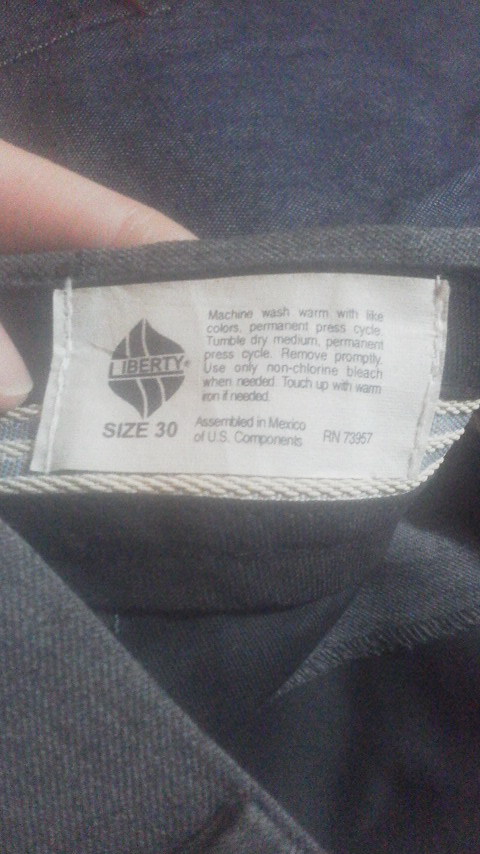 LIBERTY®
SIZE 30
Machine wash warm with like
colors, permanent press cycle.
Tumble dry medium, permanent
press cycle. Remove promptly.
Use only non-chlorine bleach
when needed. Touch up with warm
iron if needed.
Assembled in Mexico
of U.S. Components RN 73957